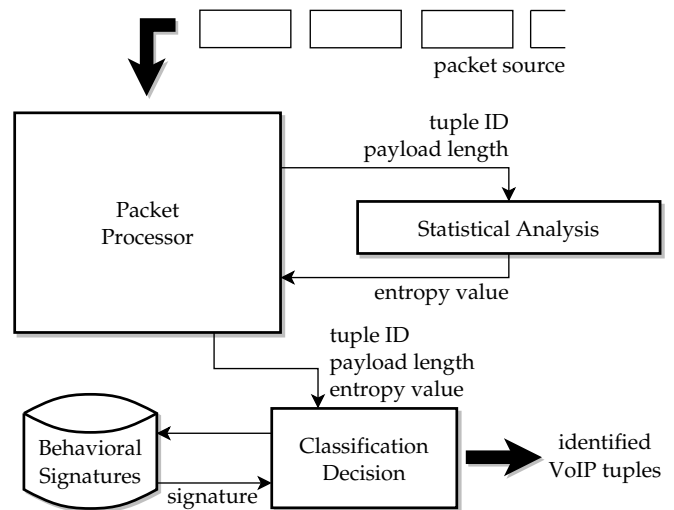 packet source
tuple ID
payload length
Packet
Processor
Statistical Analysis
entropy value
tuple ID
payload length
entropy value
Behavioral
Signatures
signature
Classification
Decision
identified
VoIP tuples